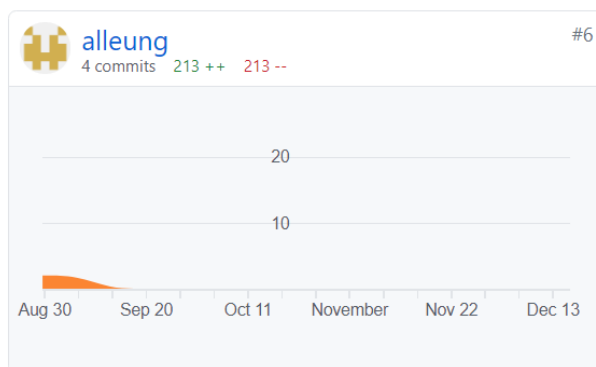 alleung #6
4 commits 213 ++ 213 --
20
10
Aug 30 Sep 20 Oct 11 November Nov 22 Dec 13